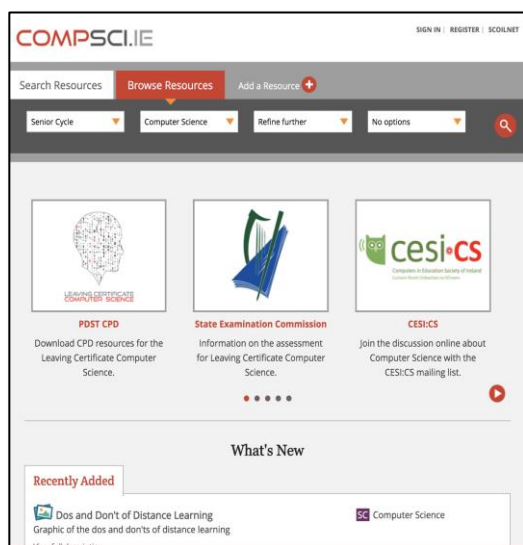 COMPSCI.IE
SIGN IN | REGISTER | SCOILNET
Search Resources
Browse Resources
Add a Resource
Senior Cycle
Computer Science
Refine further
No options
LEAVING CERTIFICATE
COMPUTER SCIENCE
cesi•cs
Computers in Education Society of Ireland
PDST CPD
Download CPD resources for the
Leaving Certificate Computer
Science.
State Examination Commission
Information on the assessment
for Leaving Certificate Computer
Science.
CESI:CS
Join the discussion online about
Computer Science with the
CESI:CS mailing list.
What's New
Recently Added
Dos and Don't of Distance Learning
SC Computer Science
Graphic of the dos and don'ts of distance learning